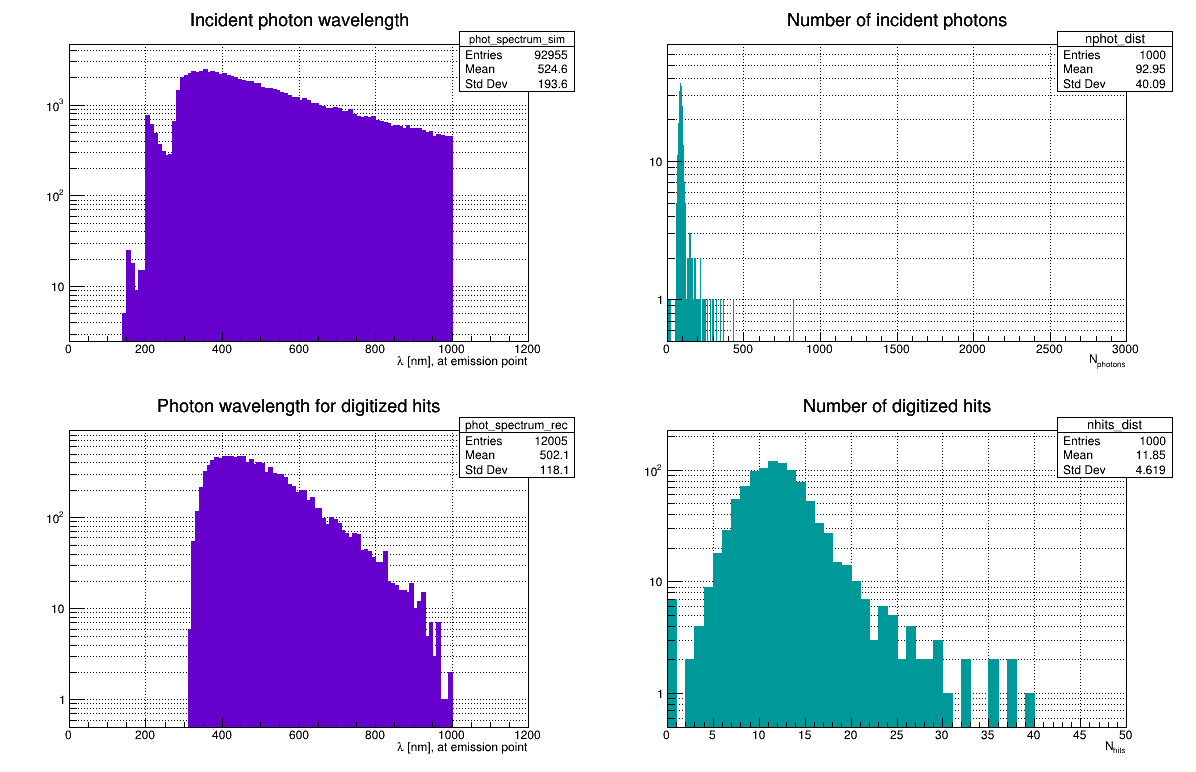 Incident photon wavelength
phot_spectrum_sim
Entries 92955
Mean 524.6
Std Dev 193.6
10³
10²
10
0 200 400 600 800 1000 1200
λ [nm], at emission point
Number of incident photons
nphot_dist
Entries 1000
Mean 92.95
Std Dev 40.09
10
1
0 500 1000 1500 2000 2500 3000
N photons
Photon wavelength for digitized hits
phot_spectrum_rec
Entries 12005
Mean 502.1
Std Dev 118.1
10²
10
1
0 200 400 600 800 1000 1200
λ [nm], at emission point
Number of digitized hits
nhits_dist
Entries 1000
Mean 11.85
Std Dev 4.619
10²
10
1
0 5 10 15 20 25 30 35 40 45 50
N hits